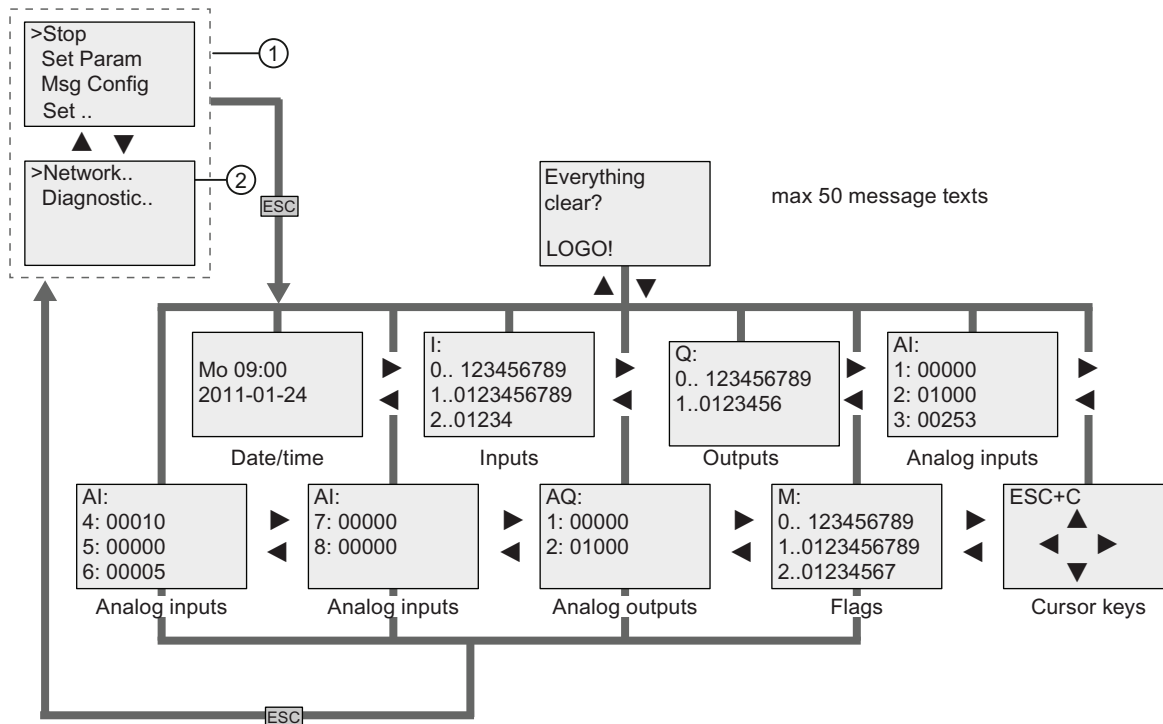 >Stop
Set Param
Msg Config
Set ..
1
>Network..
Diagnostic..
2
ESC
Everything
clear?
LOGO!
max 50 message texts
Mo 09:00
2011-01-24
Date/time
I:
0.. 123456789
1..0123456789
2..01234
Inputs
Q:
0.. 123456789
1..0123456
Outputs
AI:
1: 00000
2: 01000
3: 00253
Analog inputs
AI:
4: 00010
5: 00000
6: 00005
Analog inputs
AI:
7: 00000
8: 00000
Analog inputs
AQ:
1: 00000
2: 01000
Analog outputs
M:
0.. 123456789
1..0123456789
2..01234567
Flags
ESC+C
Cursor keys
ESC